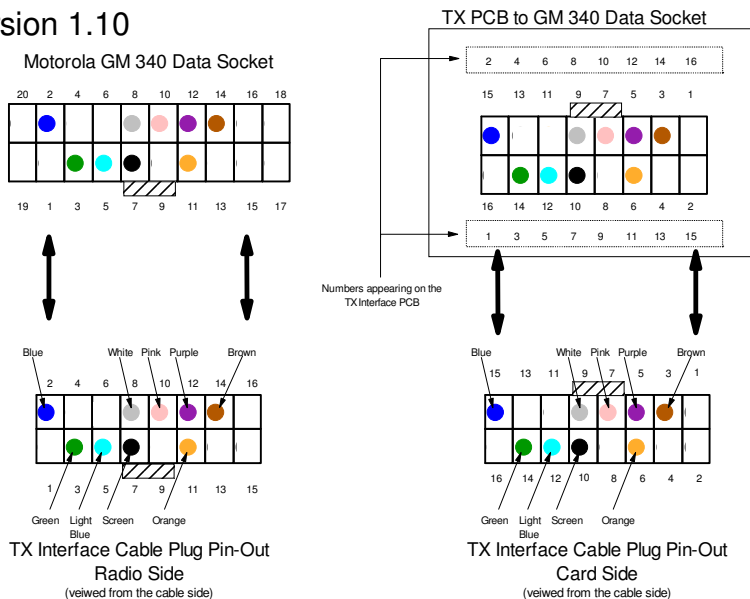 sion 1.10
Motorola GM 340 Data Socket
20 2 4 6 8 10 12 14 16 18
19 1 3 5 7 9 11 13 15 17
TX PCB to GM 340 Data Socket
2 4 6 8 10 12 14 16
15 13 11 9 7 5 3 1
16 14 12 10 8 6 4 2
1 3 5 7 9 11 13 15
Numbers appearing on the
TX Interface PCB
Blue White Pink Purple Brown
2 4 6 8 10 12 14 16
1 3 5 7 9 11 13 15
Green Light Screen Orange
Blue
TX Interface Cable Plug Pin-Out
Radio Side
(veiwed from the cable side)
Blue White Pink Purple Brown
15 13 11 9 7 5 3 1
16 14 12 10 8 6 4 2
Green Light Screen Orange
Blue
TX Interface Cable Plug Pin-Out
Card Side
(veiwed from the cable side)